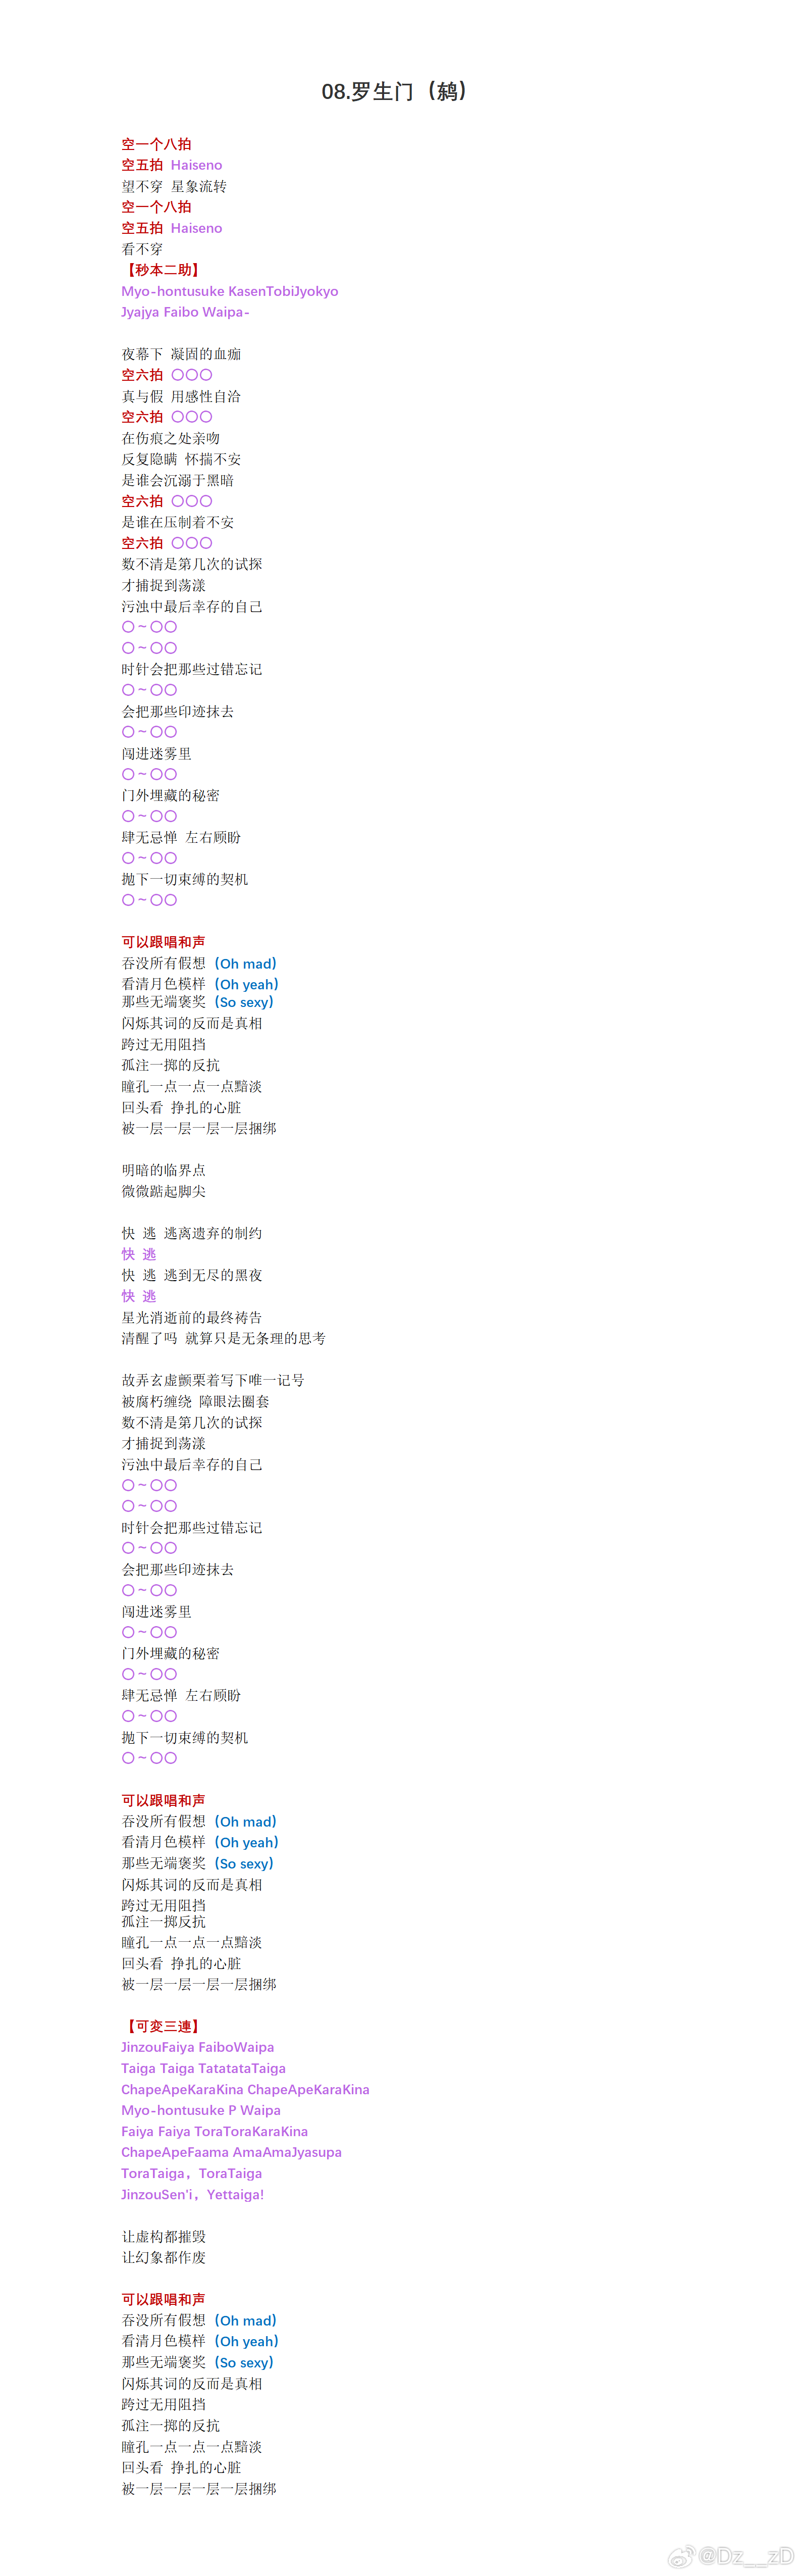 08.罗生门（鸫）
空一个八拍
空五拍 Haiseno
望不穿 星象流转
空一个八拍
空五拍 Haiseno
看不穿
【秒本二助】
Myo-hontusuke KasenTobiJyokyo
Jyajya Faibo Waipa-
夜幕下 凝固的血痂
空六拍 〇〇〇
真与假 用感性自洽
空六拍 〇〇〇
在伤痕之处亲吻
反复隐瞒 怀揣不安
是谁会沉溺于黑暗
空六拍 〇〇〇
是谁在压制着不安
空六拍 〇〇〇
数不清是第几次的试探
才捕捉到荡漾
污浊中最后幸存的自己
〇~〇〇
〇~〇〇
时针会把那些过错忘记
〇~〇〇
会把那些印迹抹去
〇~〇〇
闯进迷雾里
〇~〇〇
门外埋藏的秘密
〇~〇〇
肆无忌惮 左右顾盼
〇~〇〇
抛下一切束缚的契机
〇~〇〇
可以跟唱和声
吞没所有假想（Oh mad）
看清月色模样（Oh yeah）
那些无端褒奖（So sexy）
闪烁其词的反而是真相
跨过无用阻挡
孤注一掷的反抗
瞳孔一点一点一点黯淡
回头看 挣扎的心脏
被一层一层一层一层捆绑
明暗的临界点
微微踮起脚尖
快 逃 逃离遗弃的制约
快 逃
快 逃 逃到无尽的黑夜
快 逃
星光消逝前的最终祷告
清醒了吗 就算只是无条理的思考
故弄玄虚颤栗着写下唯一记号
被腐朽缠绕 障眼法圈套
数不清是第几次的试探
才捕捉到荡漾
污浊中最后幸存的自己
〇~〇〇
〇~〇〇
时针会把那些过错忘记
〇~〇〇
会把那些印迹抹去
〇~〇〇
闯进迷雾里
〇~〇〇
门外埋藏的秘密
〇~〇〇
肆无忌惮 左右顾盼
〇~〇〇
抛下一切束缚的契机
〇~〇〇
可以跟唱和声
吞没所有假想（Oh mad）
看清月色模样（Oh yeah）
那些无端褒奖（So sexy）
闪烁其词的反而是真相
跨过无用阻挡
孤注一掷反抗
瞳孔一点一点一点黯淡
回头看 挣扎的心脏
被一层一层一层一层捆绑
【可变三連】
JinzouFaiya FaiboWaipa
Taiga Taiga TatatataTaiga
ChapeApeKaraKina ChapeApeKaraKina
Myo-hontusuke P Waipa
Faiya Faiya ToraToraKaraKina
ChapeApeFaama AmaAmaJyasupa
ToraTaiga，ToraTaiga
JinzouSen'i，Yettaiga!
让虚构都摧毁
让幻象都作废
可以跟唱和声
吞没所有假想（Oh mad）
看清月色模样（Oh yeah）
那些无端褒奖（So sexy）
闪烁其词的反而是真相
跨过无用阻挡
孤注一掷的反抗
瞳孔一点一点一点黯淡
回头看 挣扎的心脏
被一层一层一层一层捆绑
@Dz__zD